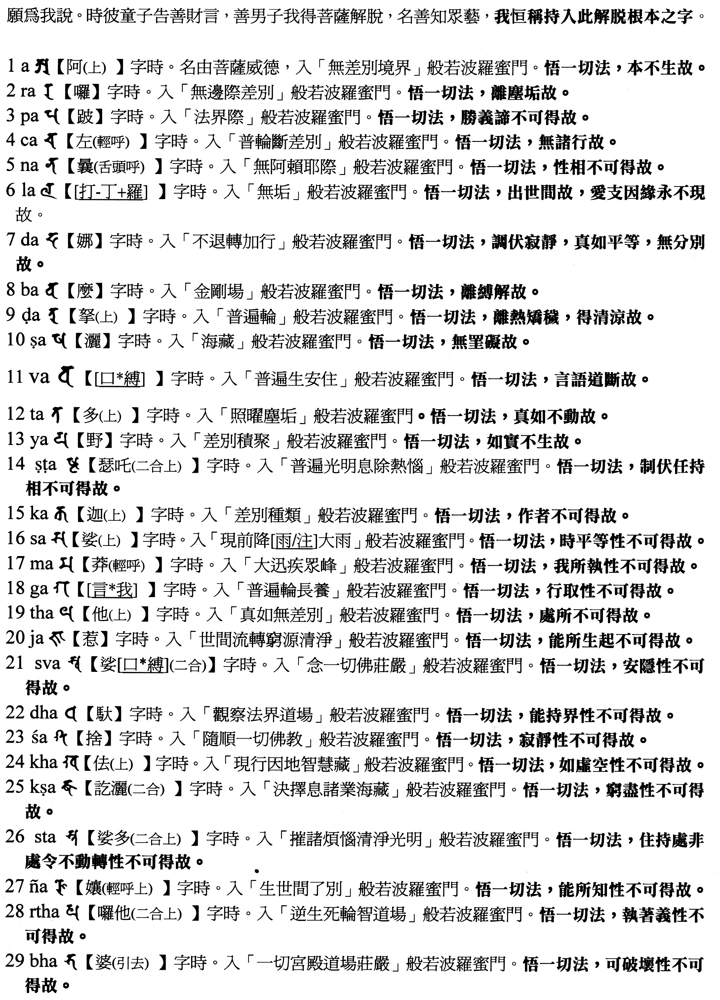 願爲我說。時彼童子告善財言，善男子我得菩薩解脫，名善知眾藝，我恒稱持入此解脫根本之字。
1 a 𑖀【阿(上) 】字時。名由菩薩威德，入「無差別境界」般若波羅蜜門。悟一切法，本不生故。
2 ra 𑖨【囉】字時。入「無邊際差別」般若波羅蜜門。悟一切法，離塵垢故。
3 pa 𑖢【跛】字時。入「法界際」般若波羅蜜門。悟一切法，勝義諦不可得故。
4 ca 𑖓【左(輕呼) 】字時。入「普輪斷差別」般若波羅蜜門。悟一切法，無諸行故。
5 na 𑖡【曩(舌頭呼) 】字時。入「無阿賴耶際」般若波羅蜜門。悟一切法，性相不可得故。
6 la 𑖩【[打-丁+羅] 】字時。入「無垢」般若波羅蜜門。悟一切法，出世間故，愛支因緣永不現
故。
7 da 𑖟【娜】字時。入「不退轉加行」般若波羅蜜門。悟一切法，調伏寂靜，真如平等，無分別
故。
8 ba 𑖤【麼】字時。入「金剛場」般若波羅蜜門。悟一切法，離縛解故。
9 ḍa 𑖚【拏(上) 】字時。入「普遍輪」般若波羅蜜門。悟一切法，離熱矯穢，得清涼故。
10 ṣa 𑖬【灑】字時。入「海藏」般若波羅蜜門。悟一切法，無罣礙故。
11 va 𑖪【[口*縛] 】字時。入「普遍生安住」般若波羅蜜門。悟一切法，言語道斷故。
12 ta 𑖝【多(上) 】字時。入「照曜塵垢」般若波羅蜜門。悟一切法，真如不動故。
13 ya 𑖧【野】字時。入「差別積聚」般若波羅蜜門。悟一切法，如實不生故。
14 ṣṭa 𑖬𑖿𑖘【瑟吒(二合上) 】字時。入「普遍光明息除熱惱」般若波羅蜜門。悟一切法，制伏任持
相不可得故。
15 ka 𑖎【迦(上) 】字時。入「差別種類」般若波羅蜜門。悟一切法，作者不可得故。
16 sa 𑖭【娑(上) 】字時。入「現前降[雨/注]大雨」般若波羅蜜門。悟一切法，時平等性不可得故。
17 ma 𑖦【莽(輕呼) 】字時。入「大迅疾眾峰」般若波羅蜜門。悟一切法，我所執性不可得故。
18 ga 𑖐【[言*我] 】字時。入「普遍輪長養」般若波羅蜜門。悟一切法，行取性不可得故。
19 tha 𑖞【他(上) 】字時。入「真如無差別」般若波羅蜜門。悟一切法，處所不可得故。
20 ja 𑖕【惹】字時。入「世間流轉窮源清淨」般若波羅蜜門。悟一切法，能所生起不可得故。
21 sva 𑖭𑖿𑖪【娑[口*縛](二合)】字時。入「念一切佛莊嚴」般若波羅蜜門。悟一切法，安隱性不可
得故。
22 dha 𑖠【馱】字時。入「觀察法界道場」般若波羅蜜門。悟一切法，能持界性不可得故。
23 śa 𑖫【捨】字時。入「隨順一切佛教」般若波羅蜜門。悟一切法，寂靜性不可得故。
24 kha 𑖏【佉(上) 】字時。入「現行因地智慧藏」般若波羅蜜門。悟一切法，如虛空性不可得故。
25 kṣa 𑖎𑖿𑖬【訖灑(二合) 】字時。入「決擇息諸業海藏」般若波羅蜜門。悟一切法，窮盡性不可得
故。
26 sta 𑖭𑖿𑖝【娑多(二合上) 】字時。入「摧諸煩惱清淨光明」般若波羅蜜門。悟一切法，住持處非
處令不動轉性不可得故。
27 ña 𑖗【孃(輕呼上) 】字時。入「生世間了別」般若波羅蜜門。悟一切法，能所知性不可得故。
28 rtha 𑖨𑖿𑖞【囉他(二合上) 】字時。入「逆生死輪智道場」般若波羅蜜門。悟一切法，執著義性不
可得故。
29 bha 𑖥【婆(引去) 】字時。入「一切宮殿道場莊嚴」般若波羅蜜門。悟一切法，可破壞性不可
得故。